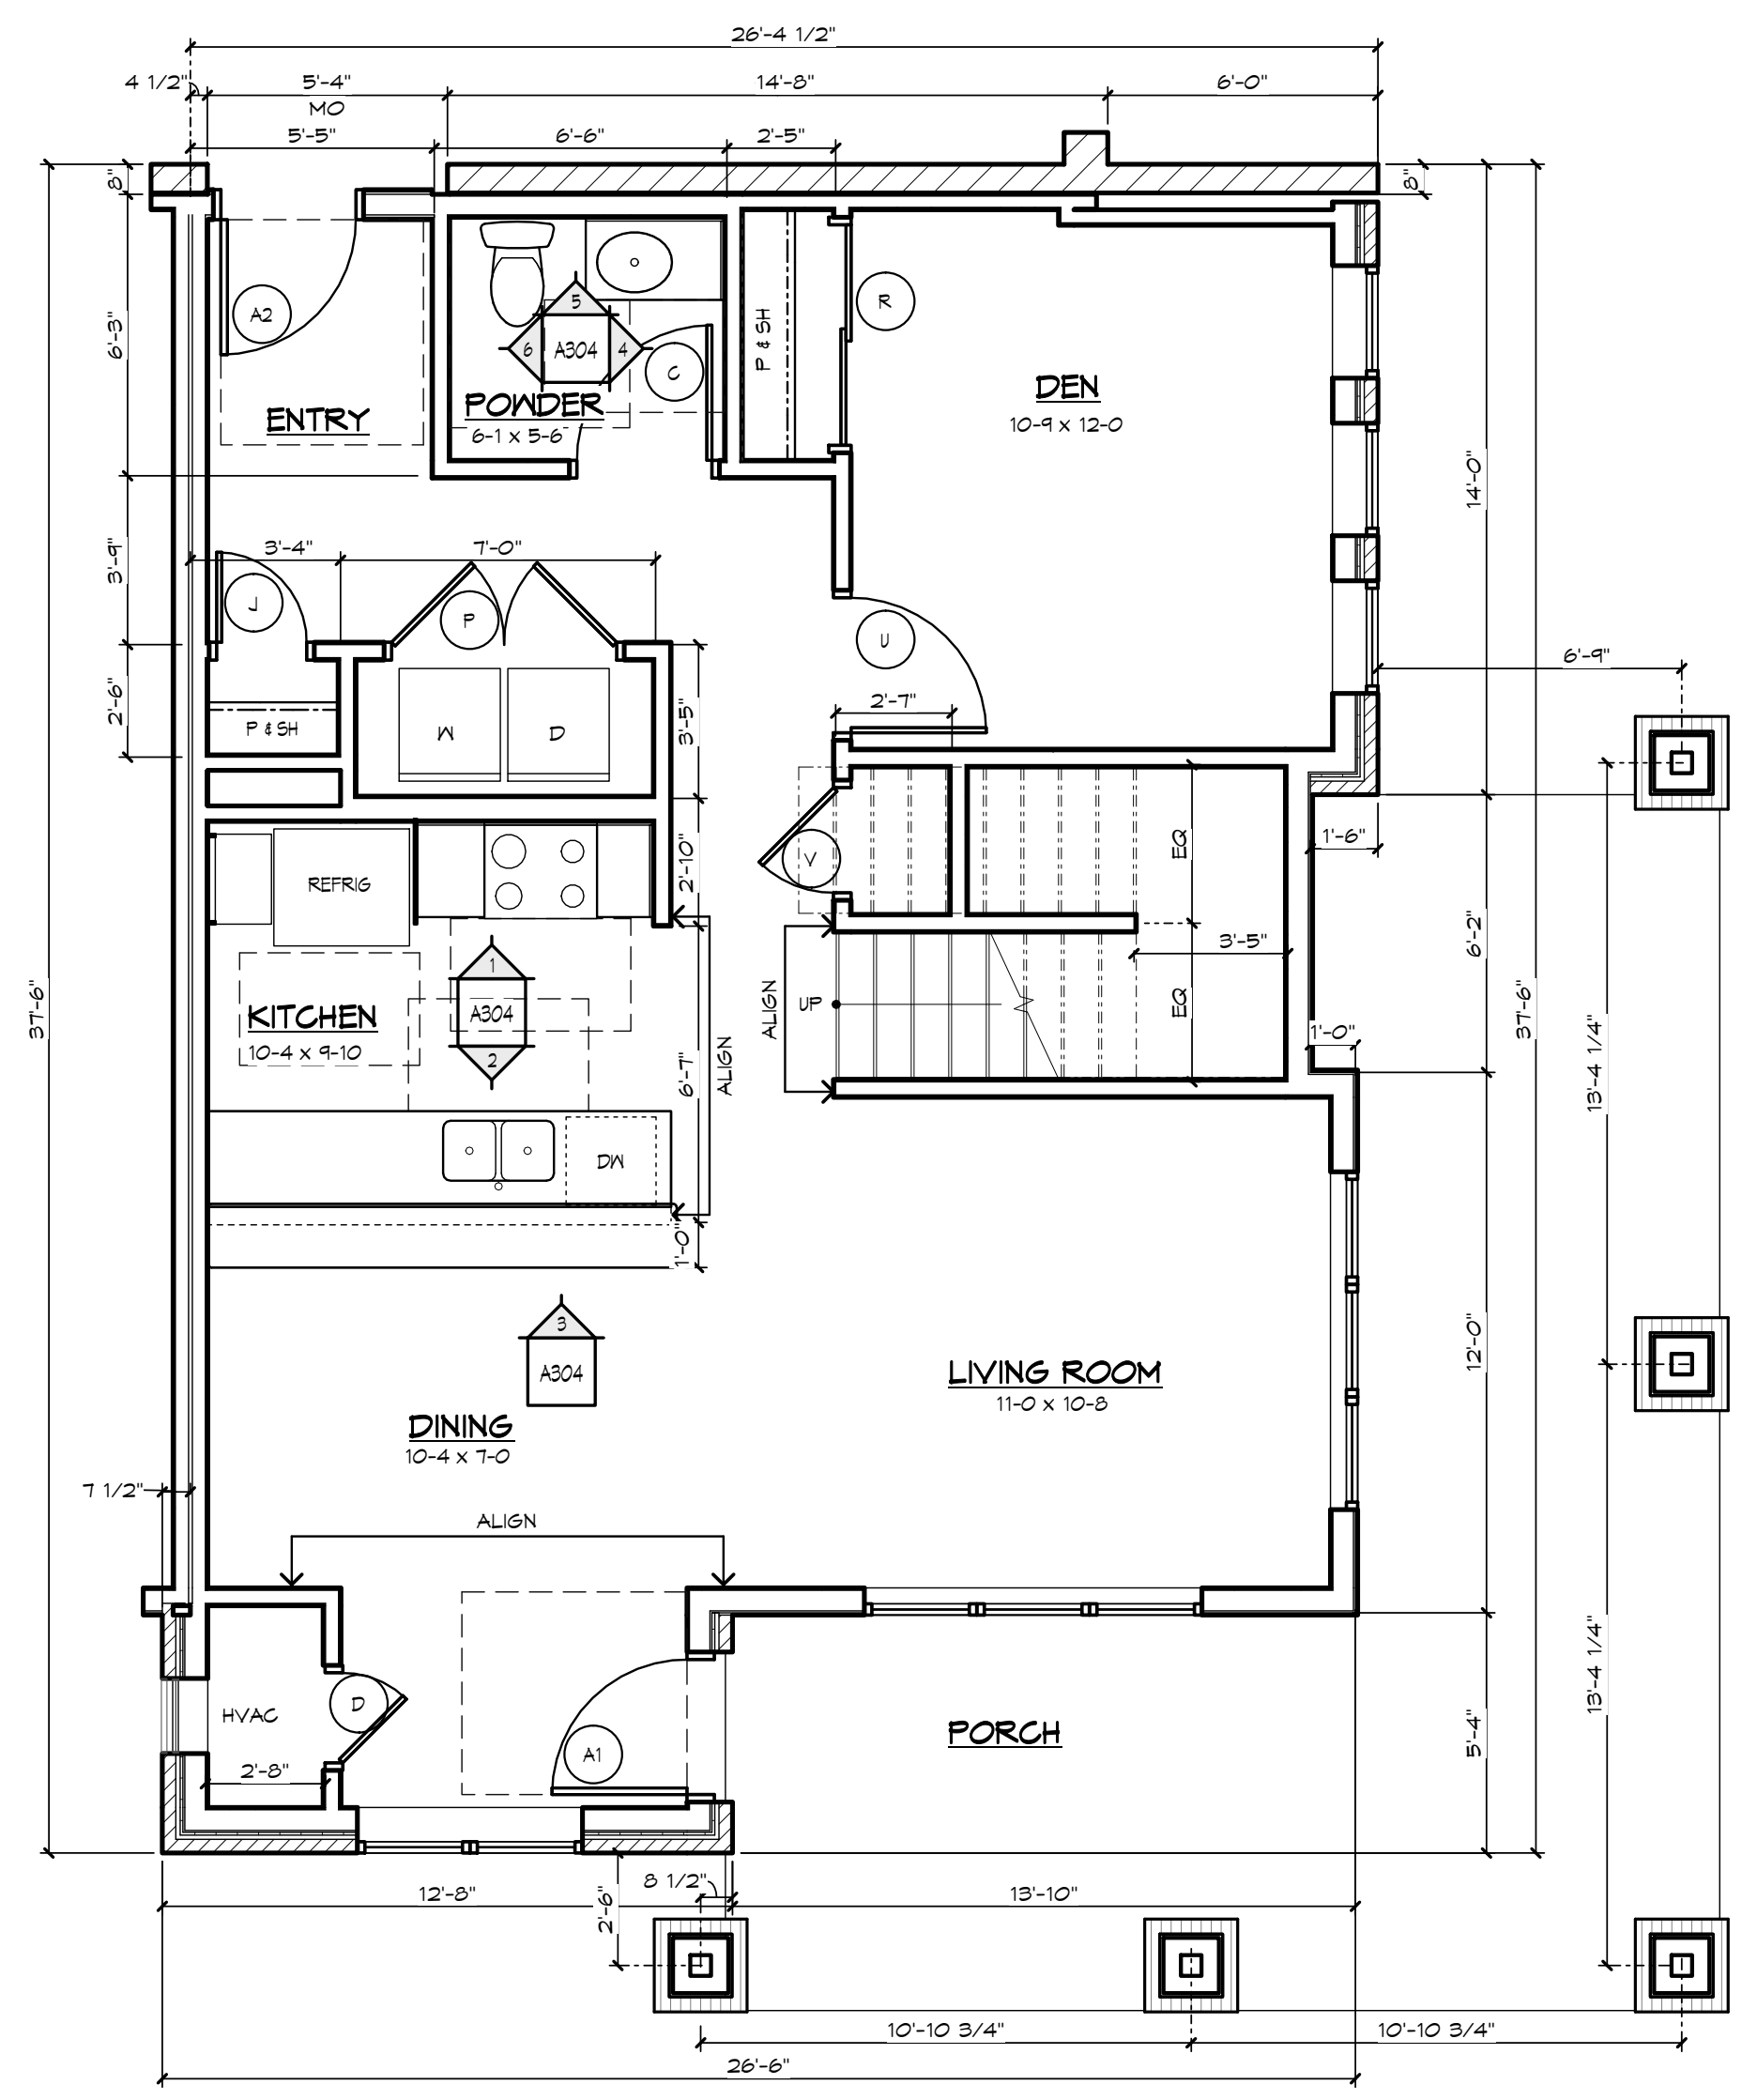 26'-4 1/2"
4 1/2"
5'-4"
MO
14'-8"
6'-0"
5'-5"
6'-6"
2'-5"
8"
8"
6'-3"
A2
5
6
A304
4
C
P & SH
R
ENTRY
POWDER
6-1 x 5-6
DEN
10-9 x 12-0
14'-0"
3'-9"
3'-4"
7'-0"
J
P
U
6'-9"
2'-6"
P & SH
W
D
3'-5"
2'-7"
1'-6"
REFRIG
2'-10"
V
EQ
6'-2"
3'-5"
37'-6"
KITCHEN
10-4 x 9-10
1
A304
2
ALIGN
UP
EQ
1'-0"
37'-6"
13'-4 1/4"
6'-7"
ALIGN
DW
1'-0"
3
A304
12'-0"
LIVING ROOM
11-0 x 10-8
DINING
10-4 x 7-0
7 1/2"
ALIGN
13'-4 1/4"
HVAC
D
A1
PORCH
5'-4"
2'-8"
12'-8"
8 1/2"
2'-6"
13'-10"
10'-10 3/4"
10'-10 3/4"
26'-6"